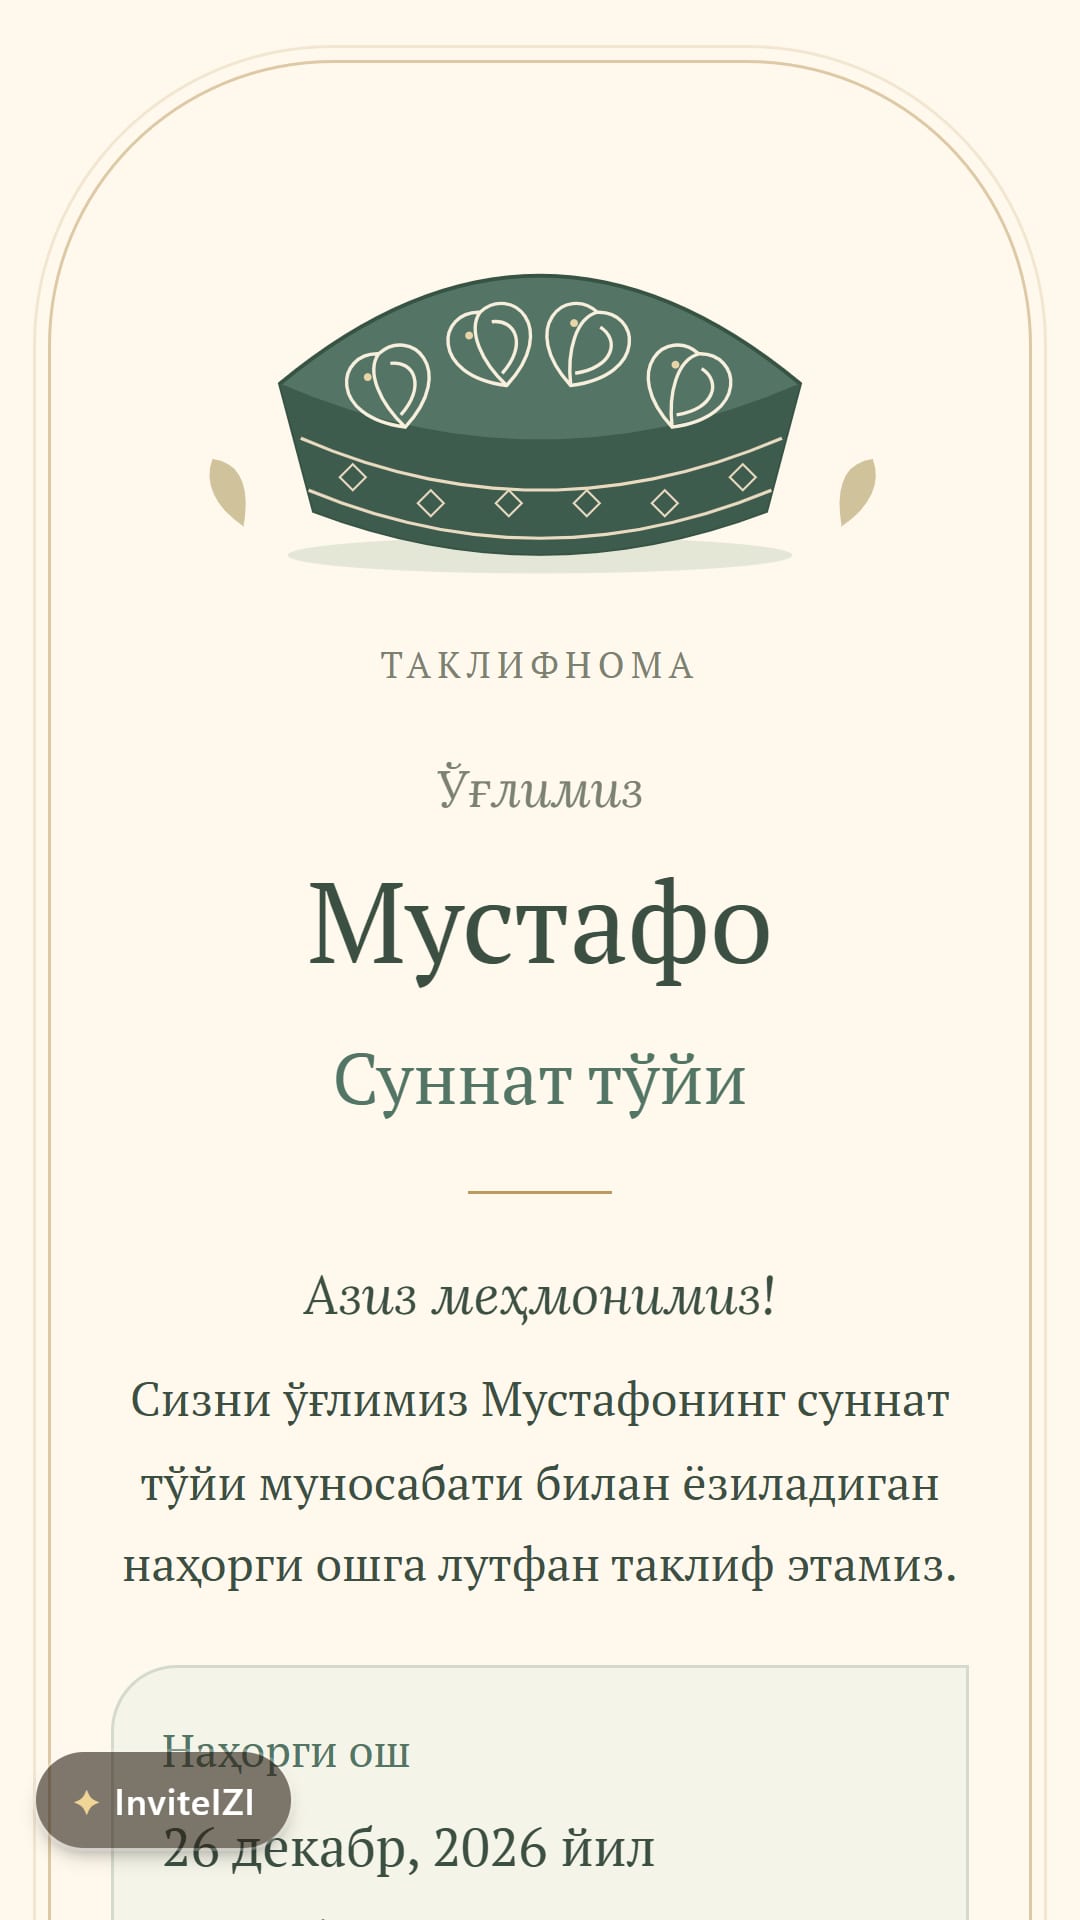 ТАКЛИФНОМА
Ўғлимиз
Мустафо
Суннат тўйи
Азиз меҳмонимиз!
Сизни ўғлимиз Мустафонинг суннат
тўйи муносабати билан ёзиладиган
наҳорги ошга лутфан таклиф этамиз.
Наҳорги ош
InviteIZI
26 декабр, 2026 йил